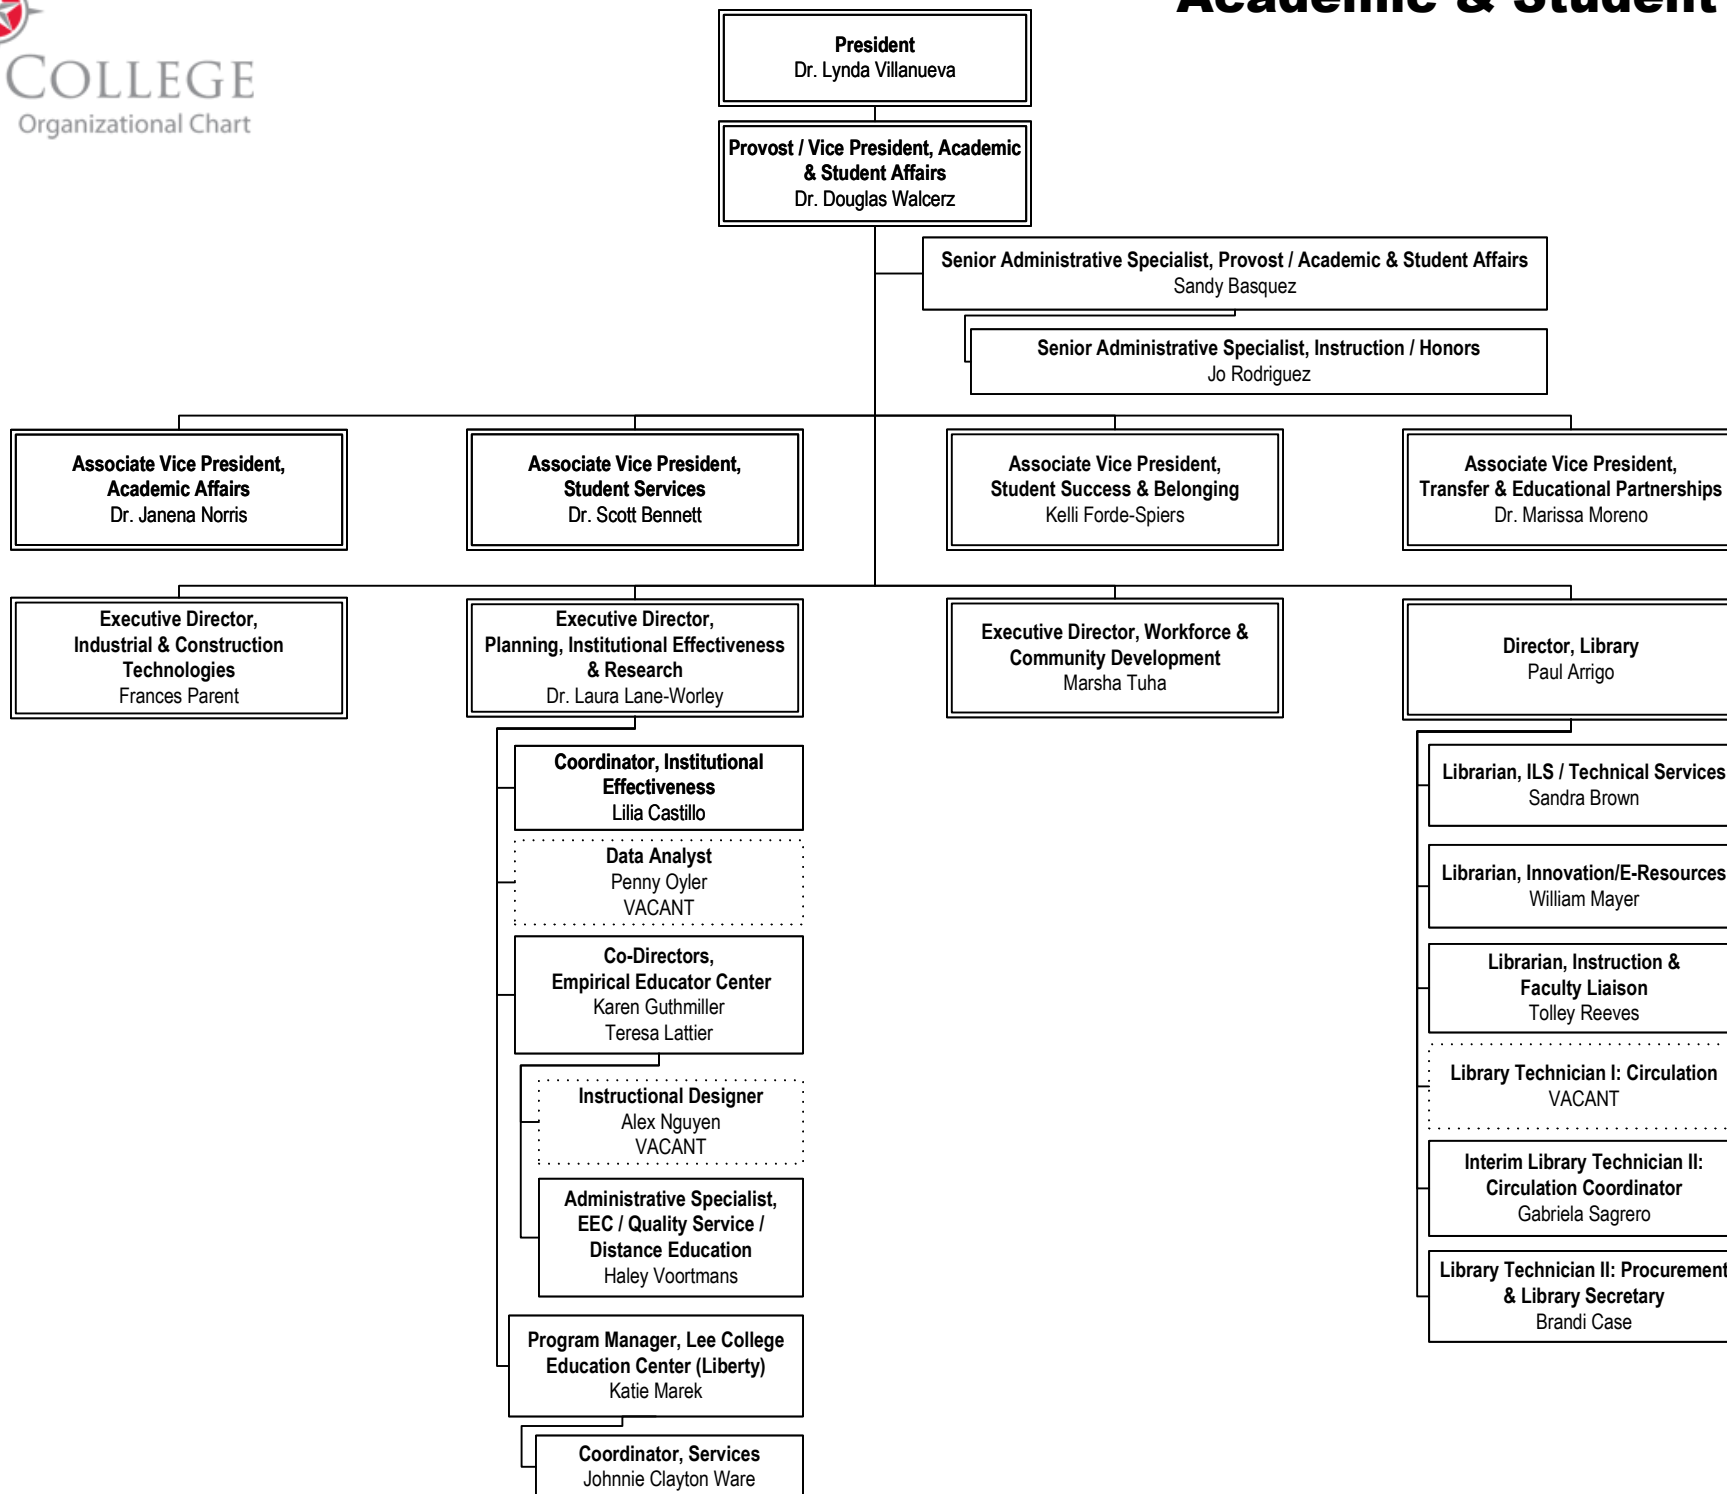 Academic & Student
COLLEGE
Organizational Chart
President
Dr. Lynda Villanueva
Provost / Vice President, Academic
& Student Affairs
Dr. Douglas Walcerz
Senior Administrative Specialist, Provost / Academic & Student Affairs
Sandy Basquez
Senior Administrative Specialist, Instruction / Honors
Jo Rodriguez
Associate Vice President,
Academic Affairs
Dr. Janena Norris
Associate Vice President,
Student Services
Dr. Scott Bennett
Associate Vice President,
Student Success & Belonging
Kelli Forde-Spiers
Associate Vice President,
Transfer & Educational Partnerships
Dr. Marissa Moreno
Executive Director,
Industrial & Construction
Technologies
Frances Parent
Executive Director,
Planning, Institutional Effectiveness
& Research
Dr. Laura Lane-Worley
Executive Director, Workforce &
Community Development
Marsha Tuha
Director, Library
Paul Arrigo
Coordinator, Institutional
Effectiveness
Lilia Castillo
Data Analyst
Penny Oyler
VACANT
Co-Directors,
Empirical Educator Center
Karen Guthmiller
Teresa Lattier
Instructional Designer
Alex Nguyen
VACANT
Administrative Specialist,
EEC / Quality Service /
Distance Education
Haley Voortmans
Program Manager, Lee College
Education Center (Liberty)
Katie Marek
Coordinator, Services
Johnnie Clayton Ware
Librarian, ILS / Technical Services
Sandra Brown
Librarian, Innovation/E-Resources
William Mayer
Librarian, Instruction &
Faculty Liaison
Tolley Reeves
Library Technician I: Circulation
VACANT
Interim Library Technician II:
Circulation Coordinator
Gabriela Sagrero
Library Technician II: Procurement
& Library Secretary
Brandi Case